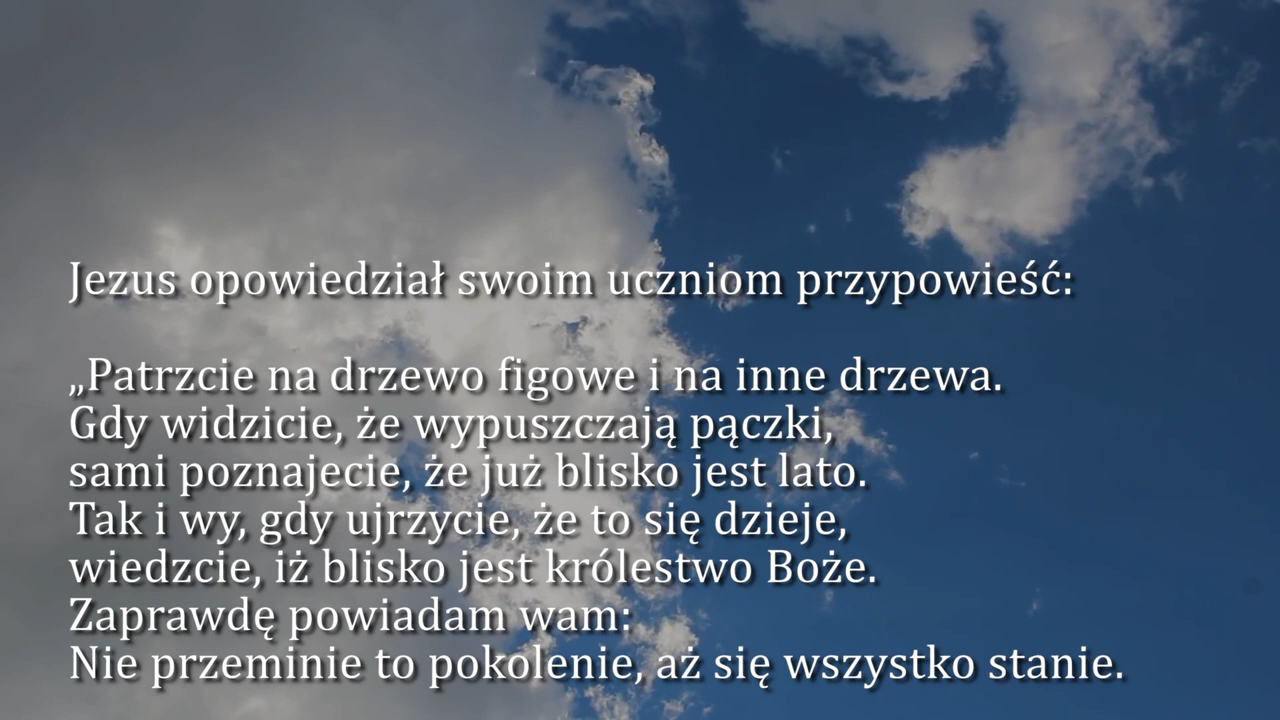 Jezus opowiedział swoim uczniom przypowieść:
„Patrzcie na drzewo figowe i na inne drzewa.
Gdy widzicie, że wypuszczają pączki,
sami poznajecie, że już blisko jest lato.
Tak i wy, gdy ujrzycie, że to się dzieje,
wiedzcie, iż blisko jest królestwo Boże.
Zaprawdę powiadam wam:
Nie przeminie to pokolenie, aż się wszystko stanie.